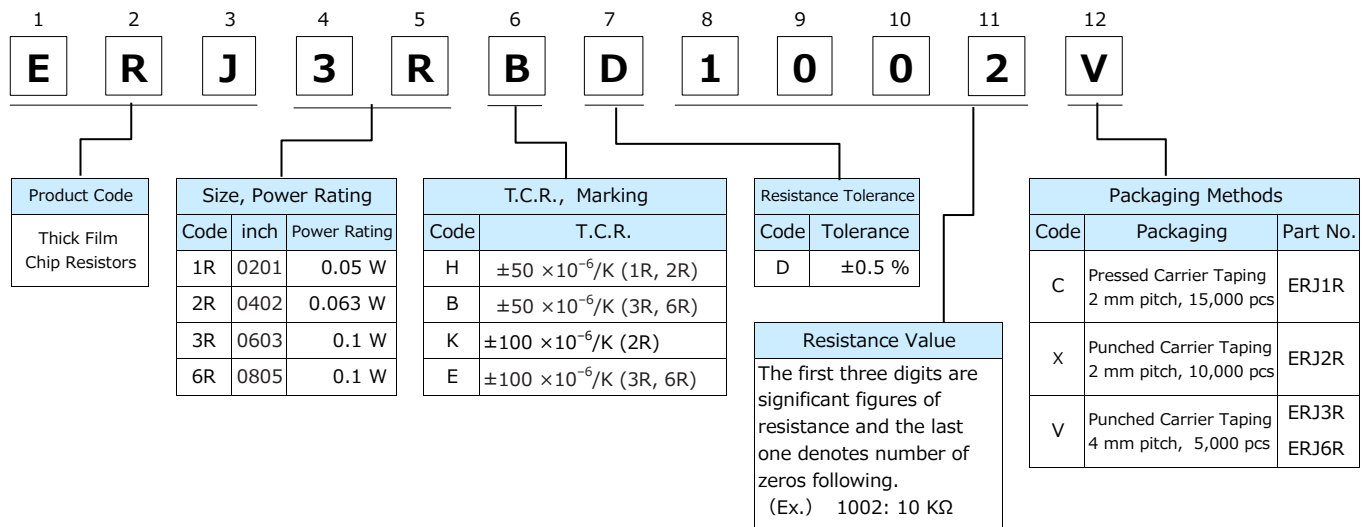 1 2 3 4 5 6 7 8 9 10 11 12
E R J 3 R B D 1 0 0 2 V
Product Code
Thick Film
Chip Resistors
Size, Power Rating
Code inch Power Rating
1R 0201 0.05 W
2R 0402 0.063 W
3R 0603 0.1 W
6R 0805 0.1 W
T.C.R., Marking
Code T.C.R.
H ±50 ×10⁻⁶/K (1R, 2R)
B ±50 ×10⁻⁶/K (3R, 6R)
K ±100 ×10⁻⁶/K (2R)
E ±100 ×10⁻⁶/K (3R, 6R)
Resistance Tolerance
Code Tolerance
D ±0.5 %
Resistance Value
The first three digits are
significant figures of
resistance and the last
one denotes number of
zeros following.
(Ex.) 1002: 10 KΩ
Packaging Methods
Code Packaging Part No.
C Pressed Carrier Taping
2 mm pitch, 15,000 pcs ERJ1R
X Punched Carrier Taping
2 mm pitch, 10,000 pcs ERJ2R
V Punched Carrier Taping ERJ3R
4 mm pitch, 5,000 pcs ERJ6R